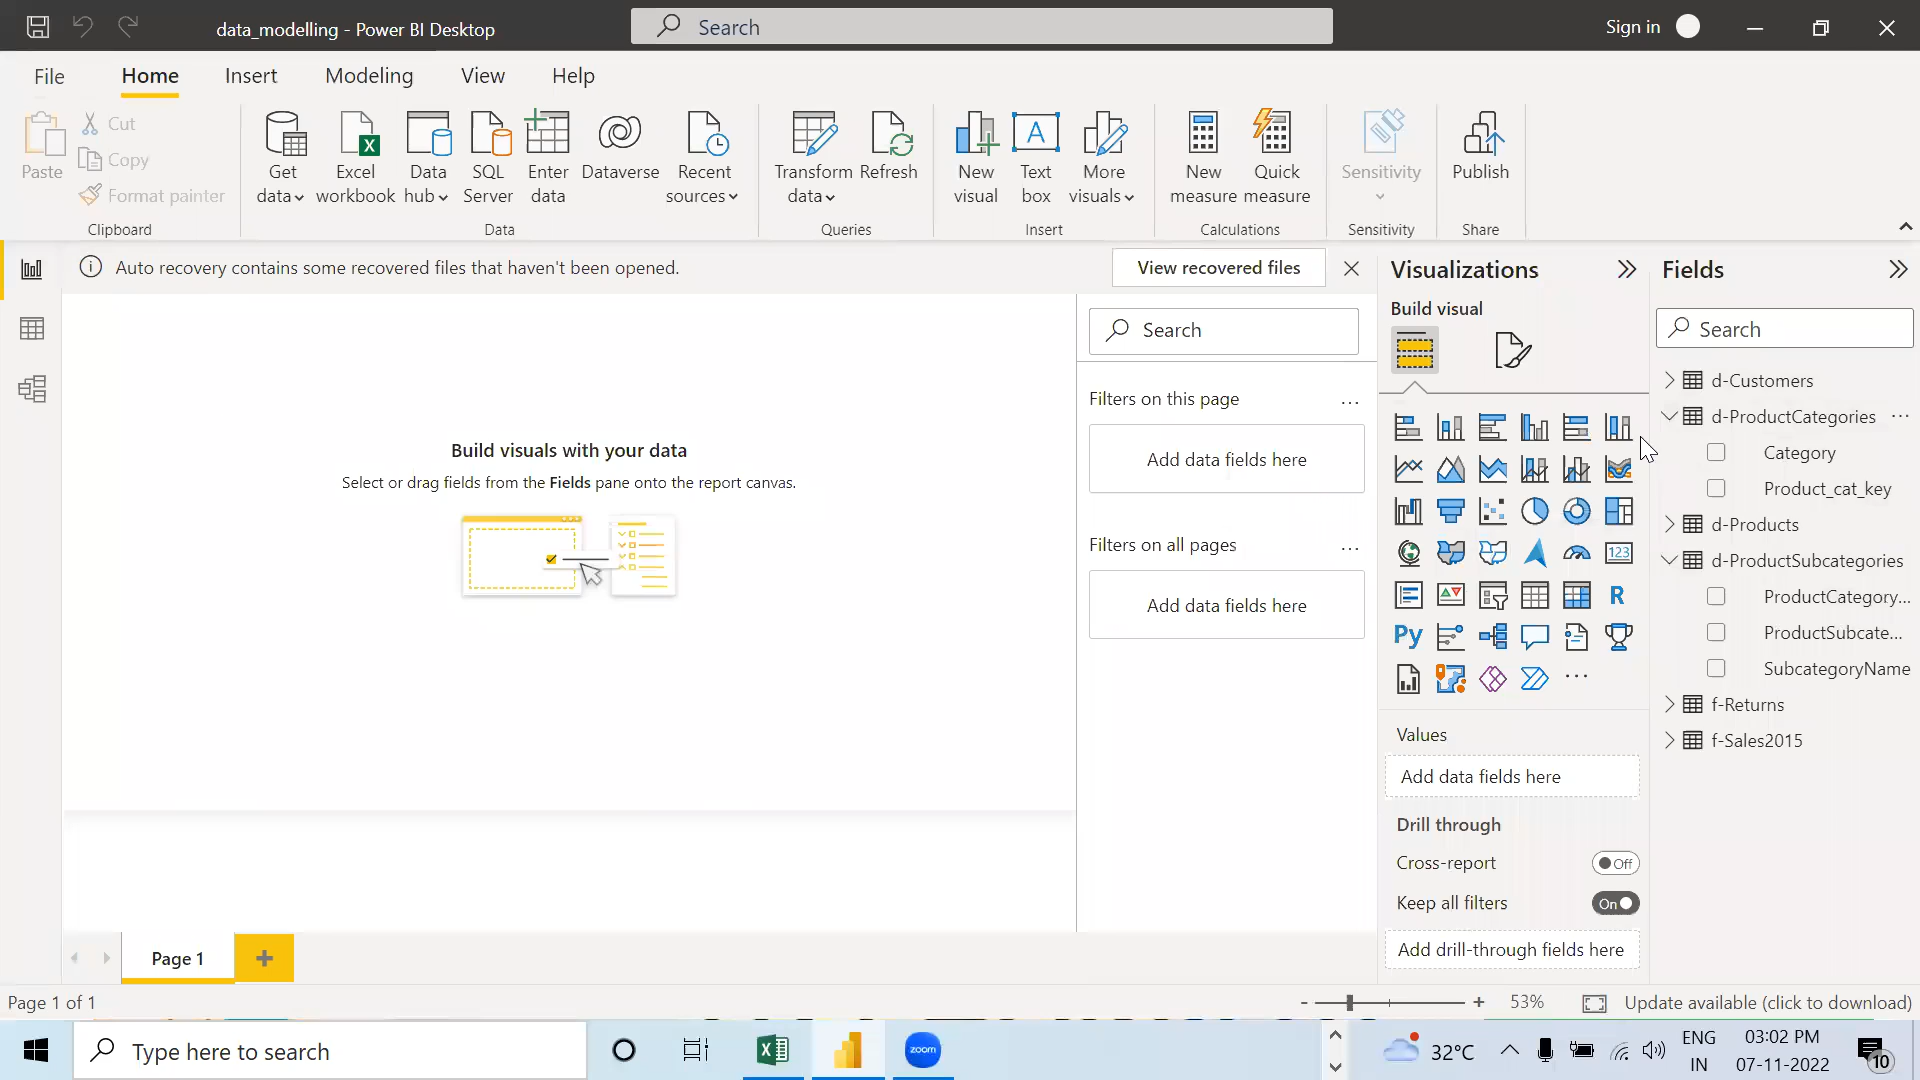 data_modelling - Power BI Desktop
Search
Sign in
File
Home
Insert
Modeling
View
Help
Paste
Cut
Copy
Format painter
Clipboard
Get data
Excel workbook
Data hub
SQL Server
Enter data
Dataverse
Recent sources
Data
Transform data
Refresh
Queries
New visual
A
Text box
More visuals
Insert
New measure
Quick measure
Calculations
Sensitivity
Sensitivity
Publish
Share
Auto recovery contains some recovered files that haven't been opened.
View recovered files
Build visuals with your data
Select or drag fields from the Fields pane onto the report canvas.
Search
Filters on this page
...
Add data fields here
Filters on all pages
...
Add data fields here
Visualizations
Build visual
123
R
Py
...
Values
Add data fields here
Drill through
Cross-report
Off
Keep all filters
On
Add drill-through fields here
Fields
Search
d-Customers
d-ProductCategories
...
Category
Product_cat_key
d-Products
d-ProductSubcategories
ProductCategory...
ProductSubcate...
SubcategoryName
f-Returns
f-Sales2015
Page 1
+
Page 1 of 1
- + 53%
Update available (click to download)
Type here to search
X
zoom
32°C
ENG
IN
03:02 PM
07-11-2022
10